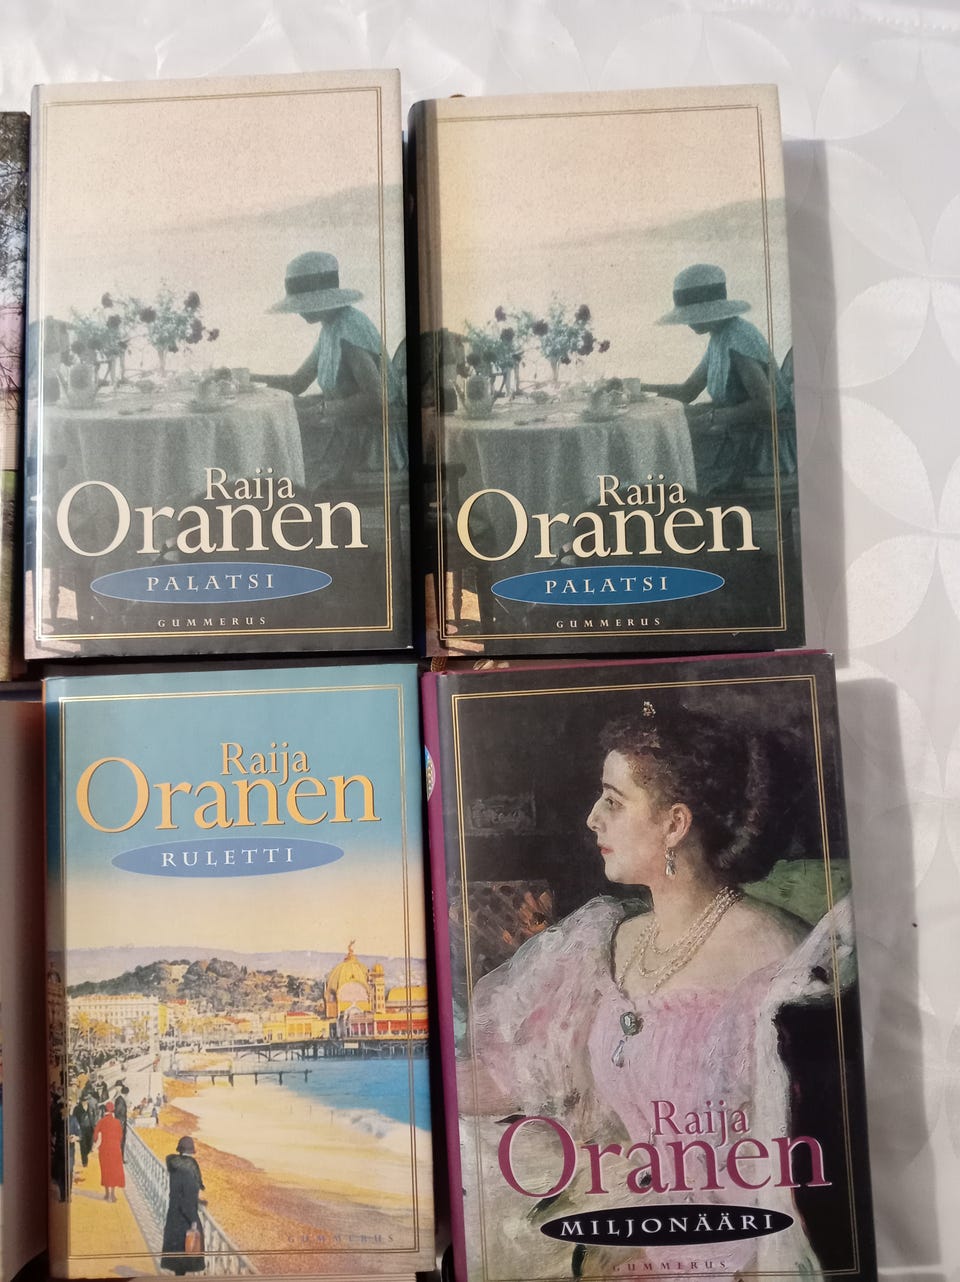 Raija
Oranen
PALATSI
GUMMERUS
Raija
Oranen
PALATSI
GUMMERUS
Raija
Oranen
RULETTI
GUMMERUS
Raija
Oranen
MILJONÄÄRI
GUMMERUS